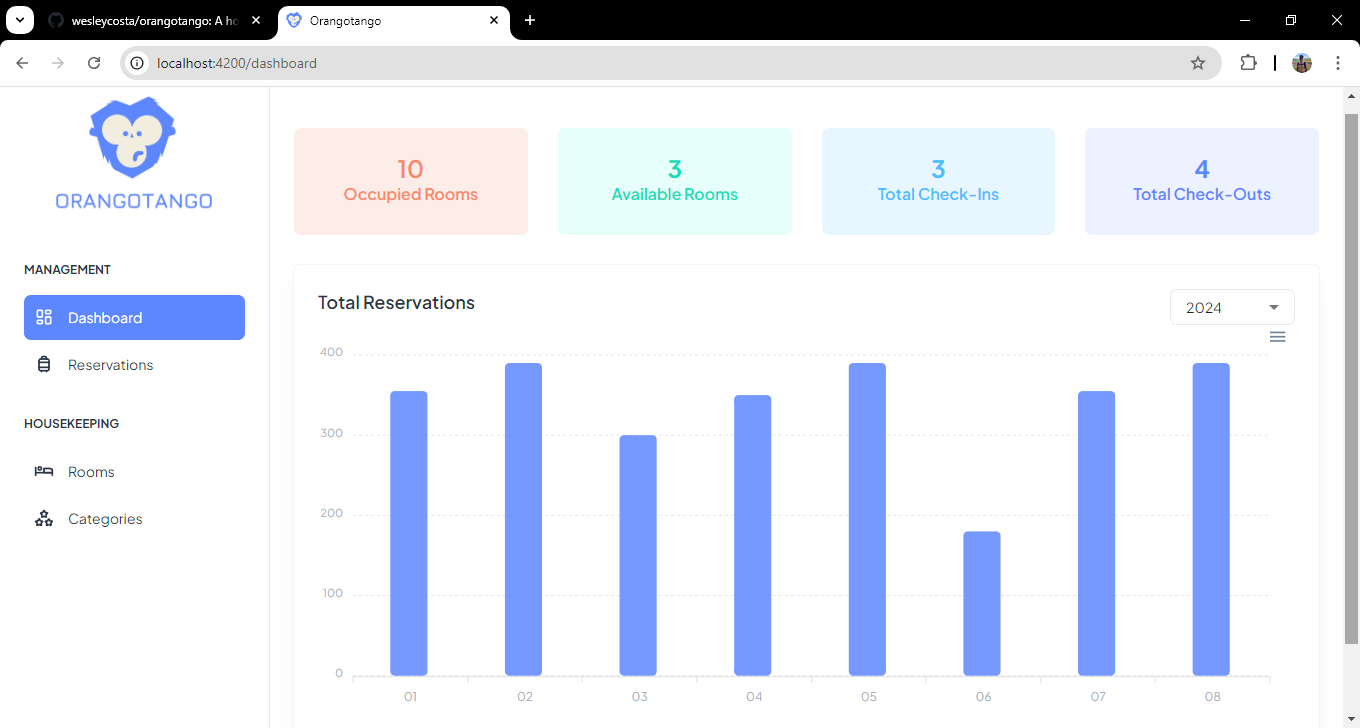 wesleycosta/orangotango: A ho
Orangotango
localhost:4200/dashboard
ORANGOTANGO
MANAGEMENT
Dashboard
Reservations
HOUSEKEEPING
Rooms
Categories
10
Occupied Rooms
3
Available Rooms
3
Total Check-Ins
4
Total Check-Outs
Total Reservations
2024
400
300
200
100
0
01 02 03 04 05 06 07 08